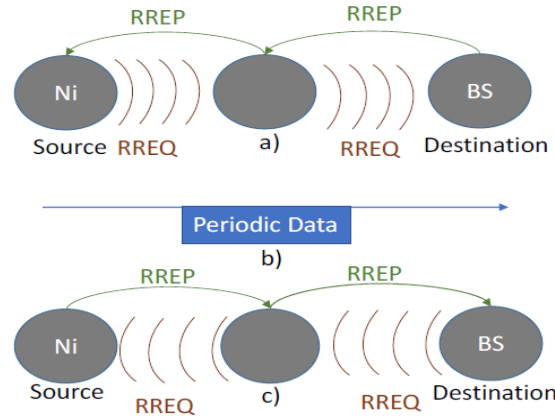 RREP RREP
Ni BS
Source RREQ a) RREQ Destination
Periodic Data
b)
RREP RREP
Ni BS
Source RREQ c) RREQ Destination